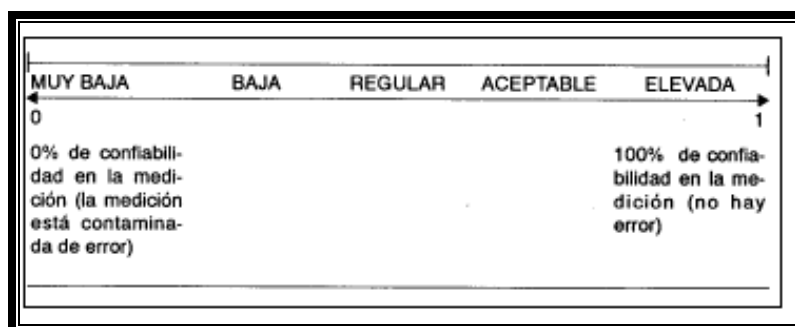 MUY BAJA BAJA REGULAR ACEPTABLE ELEVADA
0 1
0% de confiabili-
dad en la medi-
ción (la medición
está contamina-
da de error)
100% de confia-
bilidad en la me-
dición (no hay
error)